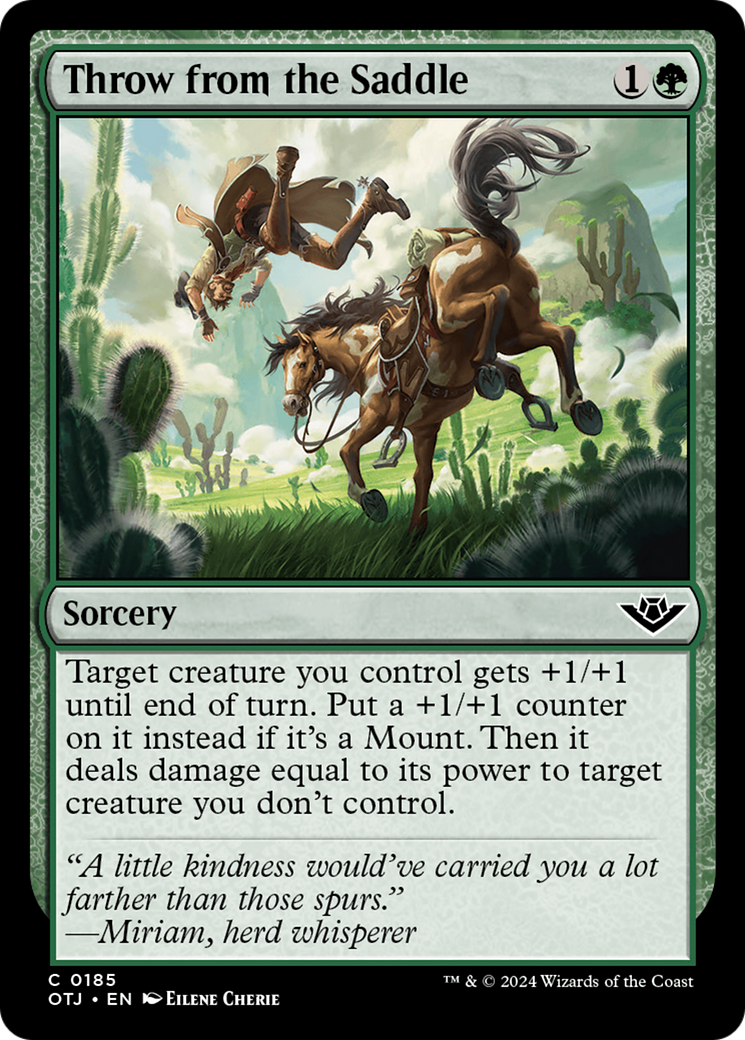 Throw from the Saddle 1
Sorcery
Target creature you control gets +1/+1
until end of turn. Put a +1/+1 counter
on it instead if it's a Mount. Then it
deals damage equal to its power to target
creature you don't control.
“A little kindness would've carried you a lot
farther than those spurs.”
—Miriam, herd whisperer
C 0185
OTJ • EN Eilene Cherie
™ & © 2024 Wizards of the Coast